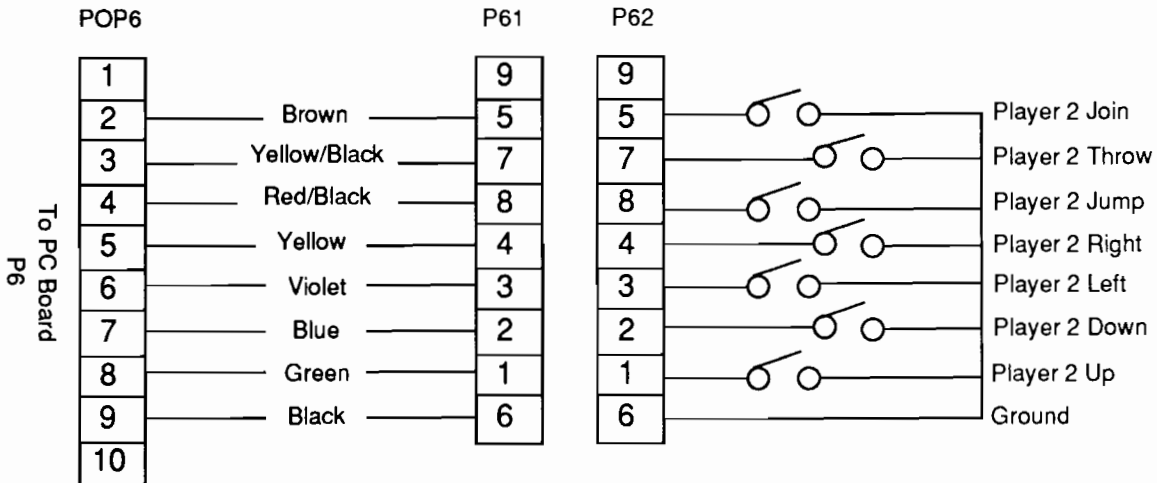 POP6 P61 P62
1 9 9
2 Brown 5 5 Player 2 Join
3 Yellow/Black 7 7 Player 2 Throw
4 Red/Black 8 8 Player 2 Jump
5 Yellow 4 4 Player 2 Right
6 Violet 3 3 Player 2 Left
7 Blue 2 2 Player 2 Down
8 Green 1 1 Player 2 Up
9 Black 6 6 Ground
10
To PC Board
P6